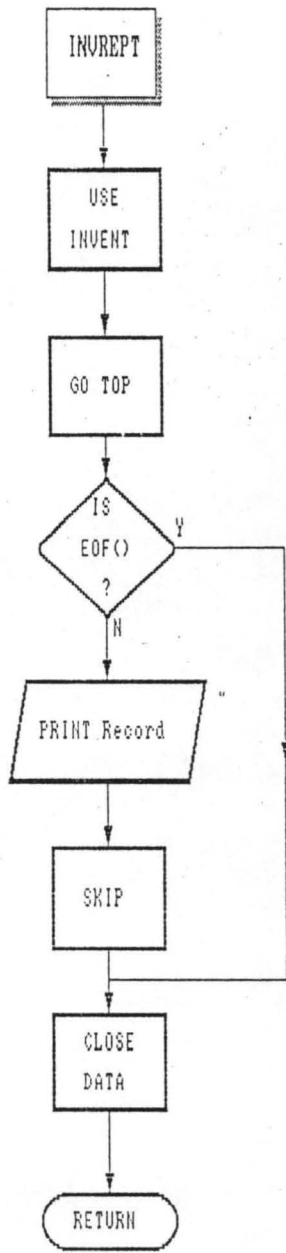 INVREPT
USE
INVENT
GO TOP
IS
EOF()
?
Y
N
PRINT Record
SKIP
CLOSE
DATA
RETURN